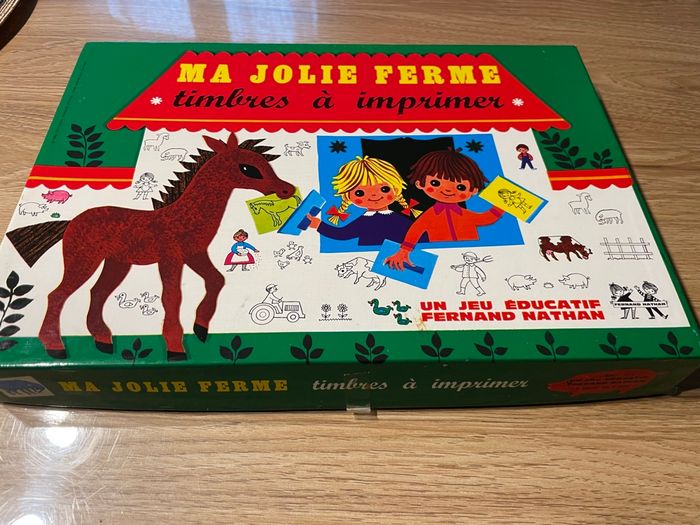 MA JOLIE FERME
* timbres à imprimer *
UN JEU ÉDUCATIF
FERNAND NATHAN
FERNAND NATHAN
MA JOLIE FERME timbres à imprimer